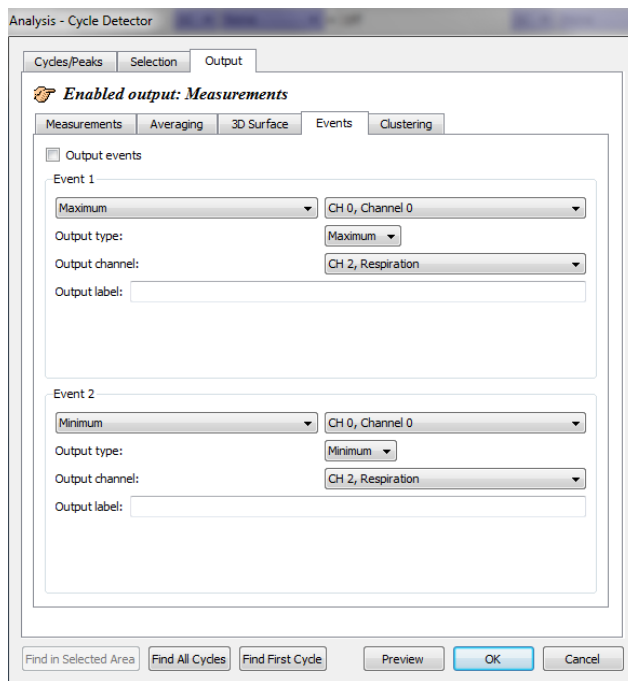 Analysis - Cycle Detector
Cycles/Peaks Selection Output
Enabled output: Measurements
Measurements Averaging 3D Surface Events Clustering
Output events
Event 1
Maximum CH 0, Channel 0
Output type: Maximum
Output channel: CH 2, Respiration
Output label:
Event 2
Minimum CH 0, Channel 0
Output type: Minimum
Output channel: CH 2, Respiration
Output label:
Find in Selected Area Find All Cycles Find First Cycle Preview OK Cancel